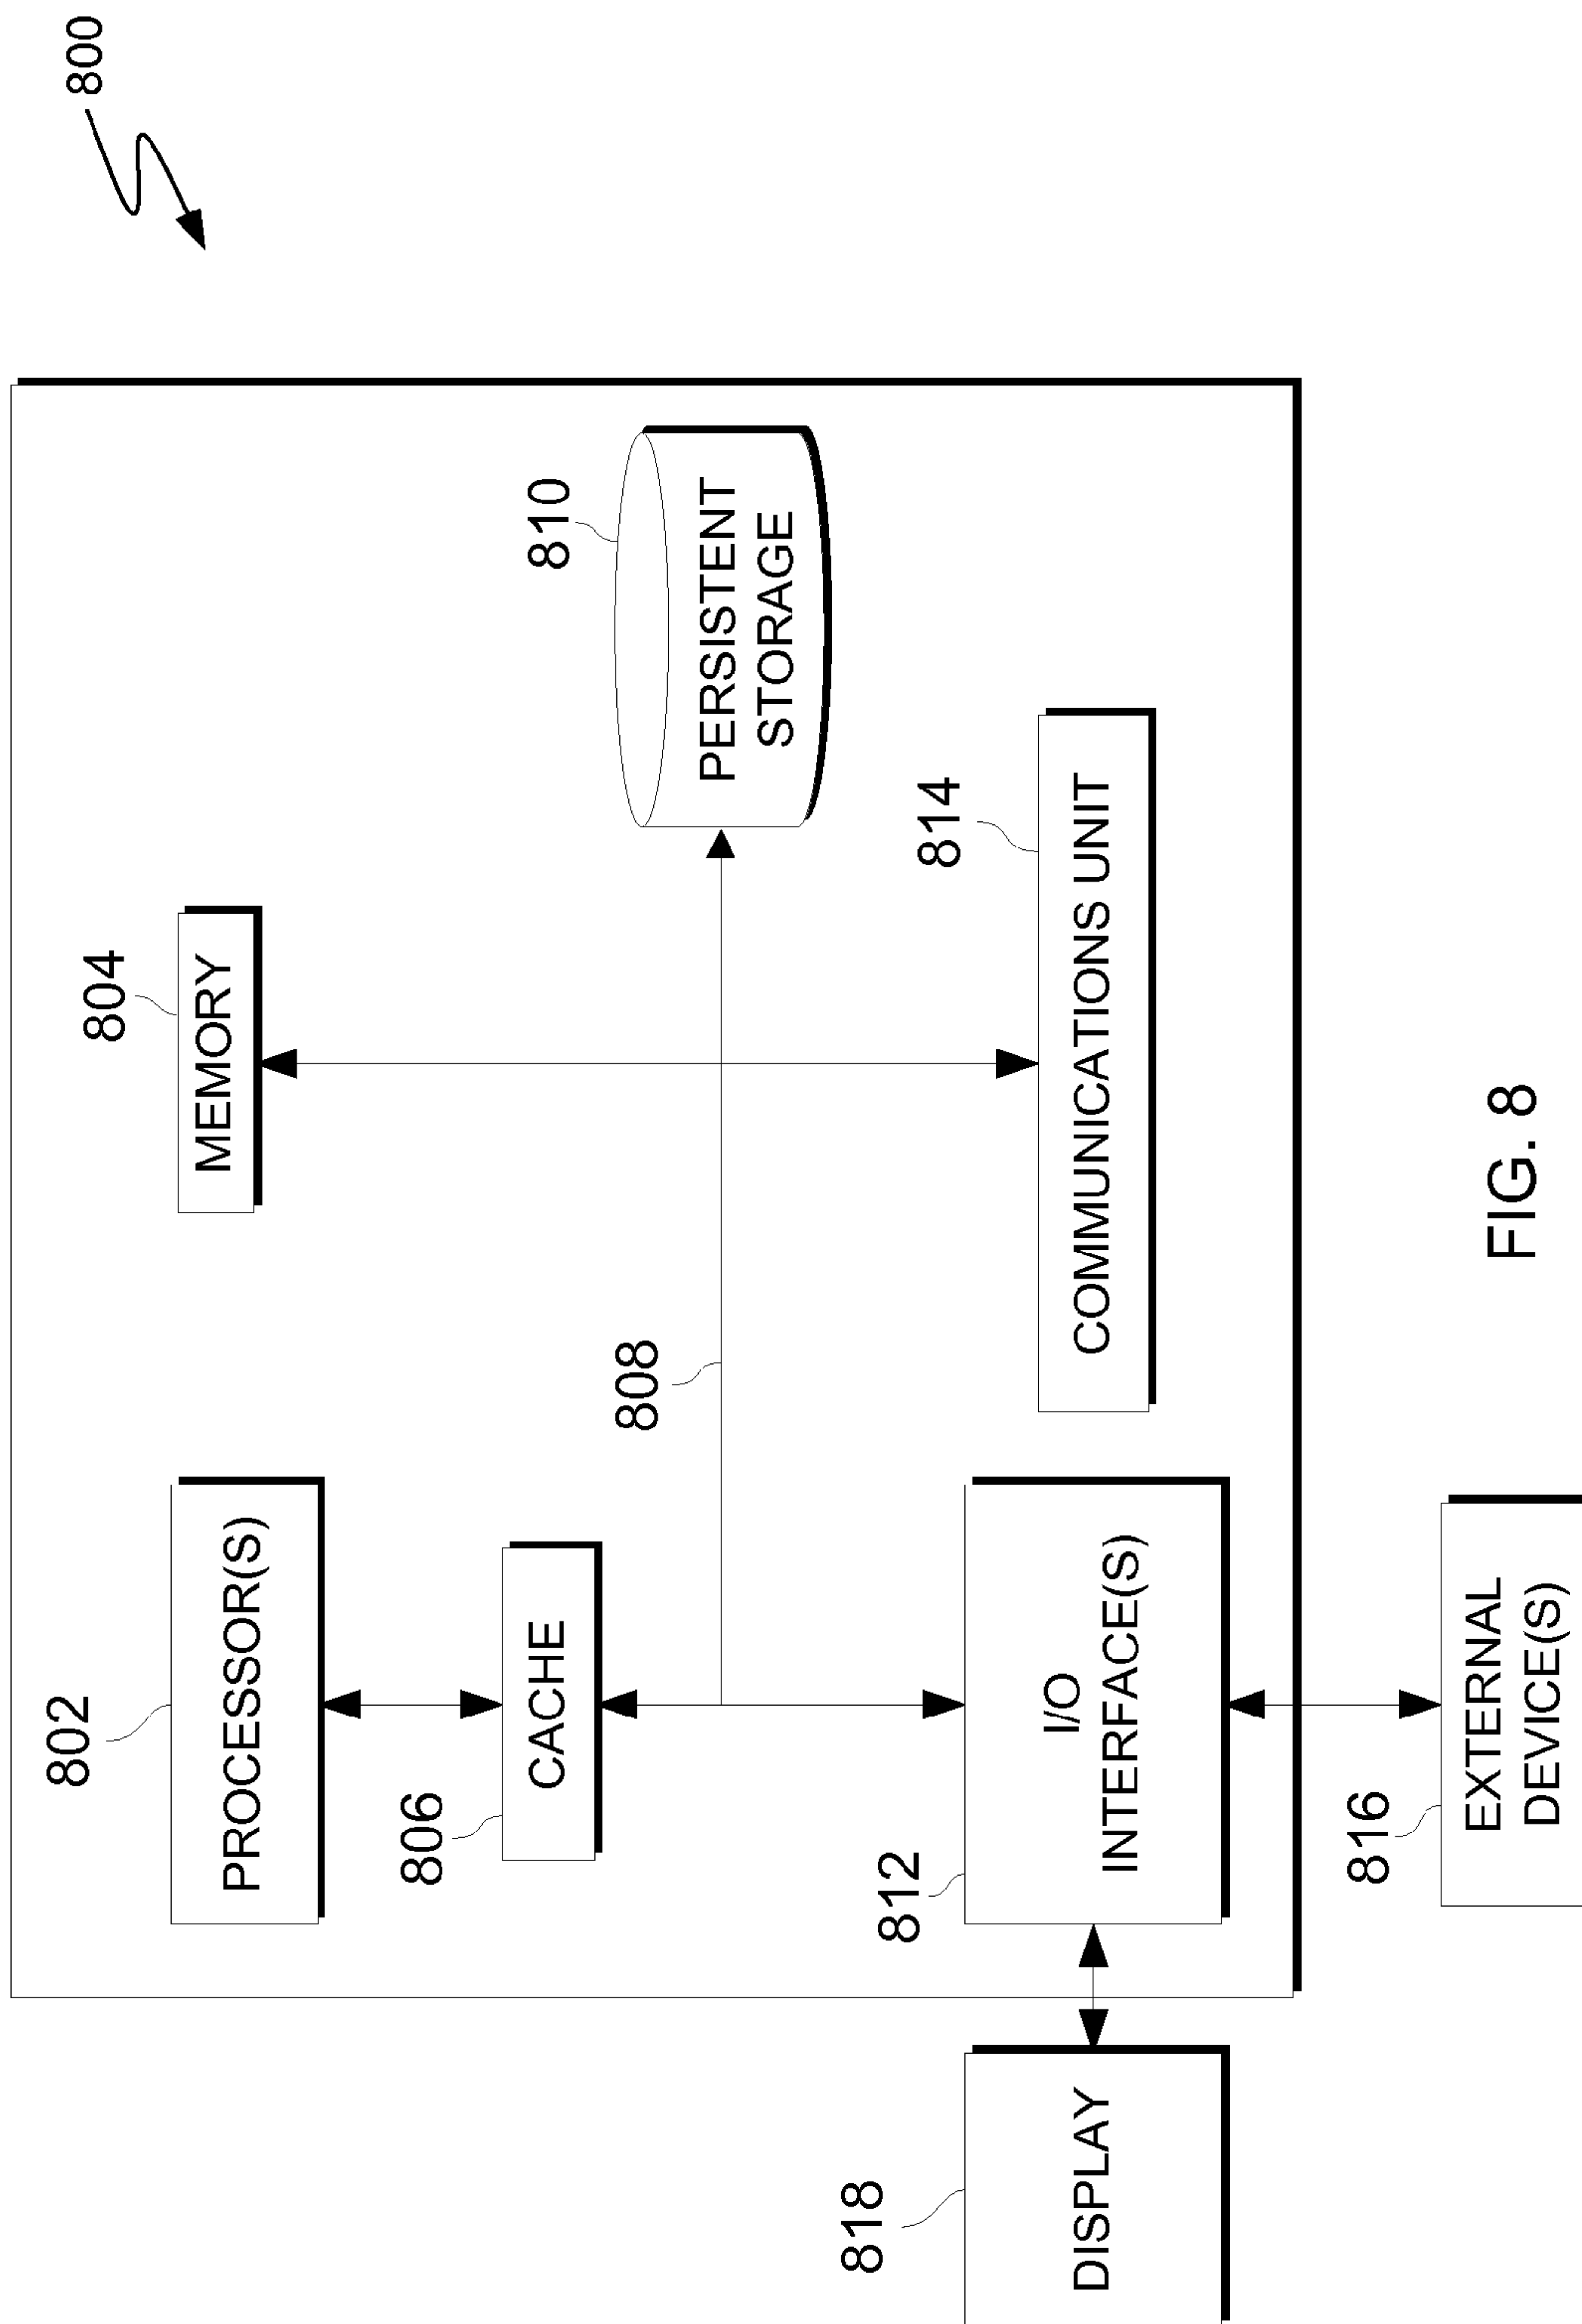 800
802
PROCESSOR(S)
804
MEMORY
806
CACHE
808
810
PERSISTENT
STORAGE
812
I/O
INTERFACE(S)
814
COMMUNICATIONS UNIT
818
DISPLAY
816
EXTERNAL
DEVICE(S)
FIG. 8